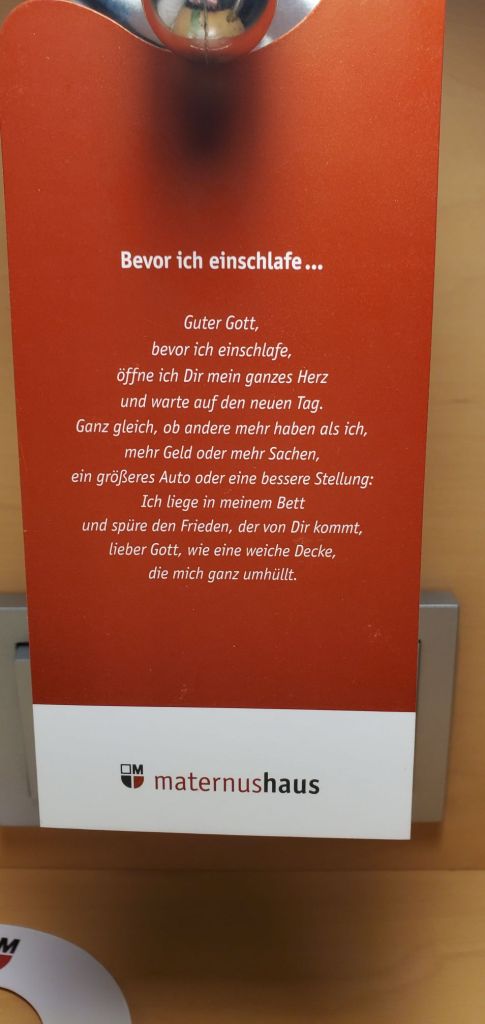 Bevor ich einschlafe...
Guter Gott,
bevor ich einschlafe,
öffne ich Dir mein ganzes Herz
und warte auf den neuen Tag.
Ganz gleich, ob andere mehr haben als ich,
mehr Geld oder mehr Sachen,
ein größeres Auto oder eine bessere Stellung:
Ich liege in meinem Bett
und spüre den Frieden, der von Dir kommt,
lieber Gott, wie eine weiche Decke,
die mich ganz umhüllt.
M maternushaus
M